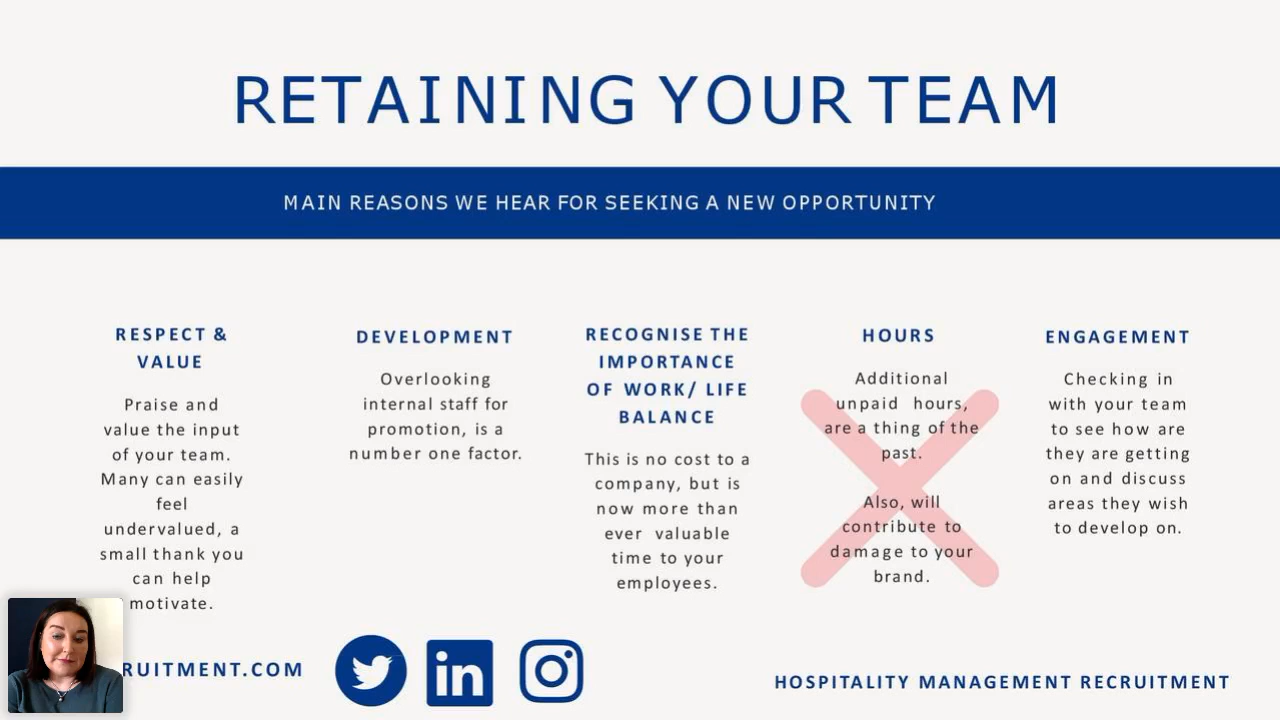 RETAINING YOUR TEAM
MAIN REASONS WE HEAR FOR SEEKING A NEW OPPORTUNITY
RESPECT &
VALUE
Praise and
value the input
of your team.
Many can easily
feel
undervalued, a
small thank you
can help
motivate.
DEVELOPMENT
Overlooking
internal staff for
promotion, is a
number one factor.
RECOGNISE THE
IMPORTANCE
OF WORK/ LIFE
BALANCE
This is no cost to a
company, but is
now more than
ever valuable
time to your
employees.
HOURS
Additional
unpaid hours,
are a thing of the
past.
Also, will
contribute to
damage to your
brand.
ENGAGEMENT
Checking in
with your team
to see how are
they are getting
on and discuss
areas they wish
to develop on.
RUITMENT.COM
in
HOSPITALITY MANAGEMENT RECRUITMENT